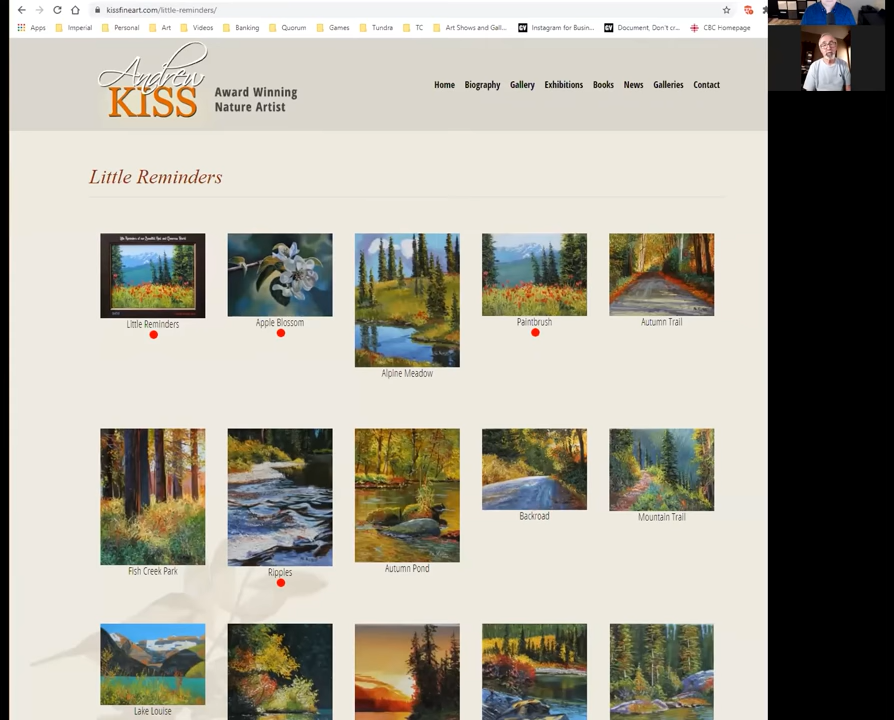 kissfineart.com/little-reminders/
Apps Imperial Personal Art Videos Banking Quorum Games Tundra TC Art Shows and Gall... GV Instagram for Busin... GV Document, Don't cr... CBC Homepage
Andrew
KISS
Award Winning
Nature Artist
Home Biography Gallery Exhibitions Books News Galleries Contact
Little Reminders
Little Reminders
Apple Blossom
Alpine Meadow
Paintbrush
Autumn Trail
Fish Creek Park
Ripples
Autumn Pond
Backroad
Mountain Trail
Lake Louise